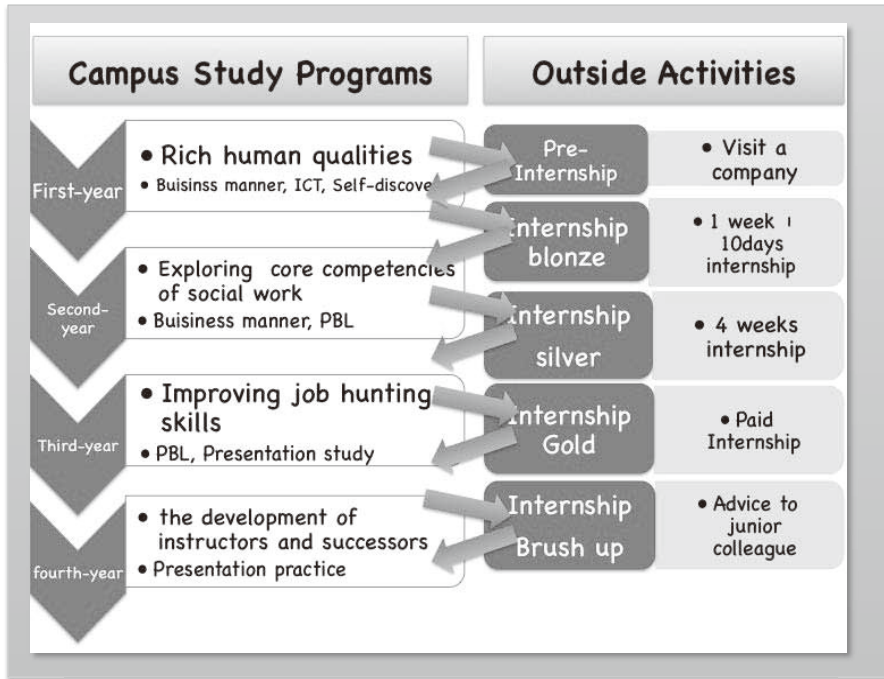 Campus Study Programs
Outside Activities
First-year
• Rich human qualities
• Buisinss manner, ICT, Self-discove
Pre-
Internship
• Visit a
company
Internship
blonze
• 1 week
10days
internship
Second-
year
• Exploring core competencies
of social work
• Buisiness manner, PBL
Internship
silver
• 4 weeks
internship
Third-year
• Improving job hunting
skills
• PBL, Presentation study
Internship
Gold
• Paid
Internship
fourth-year
• the development of
instructors and successors
• Presentation practice
Internship
Brush up
• Advice to
junior
colleague